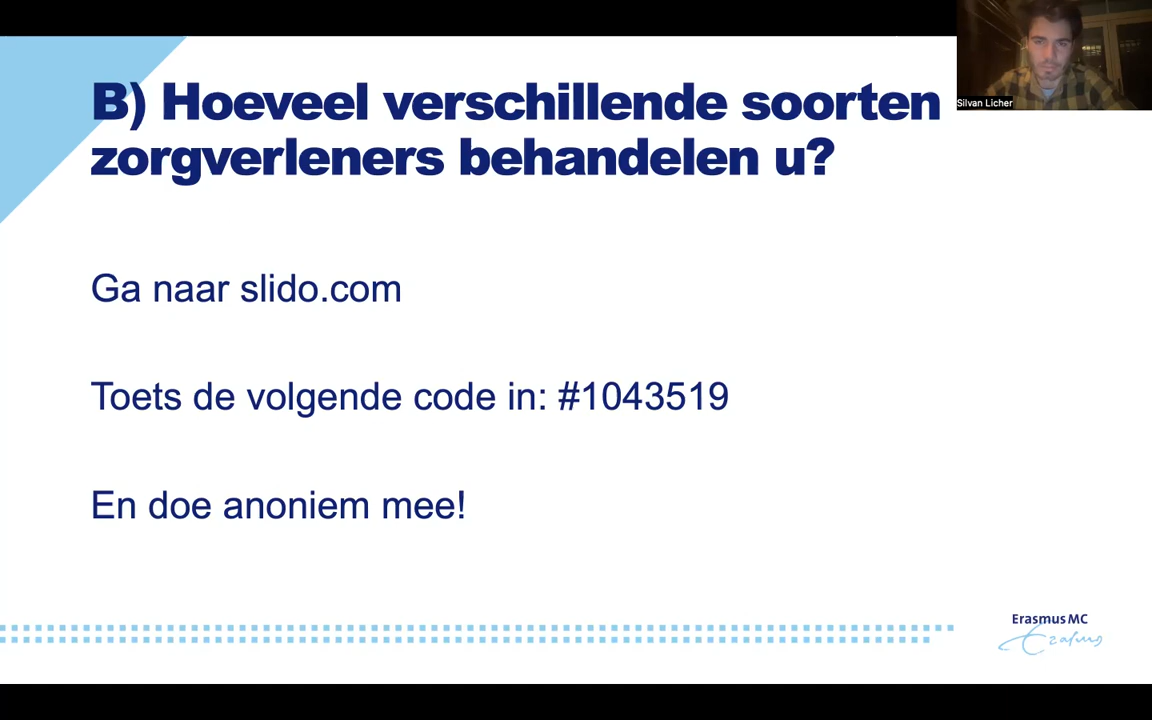 B) Hoeveel verschillende soorten
zorgverleners behandelen u?
Silvan Licher
Ga naar slido.com
Toets de volgende code in: #1043519
En doe anoniem mee!
Erasmus MC
Erasmus